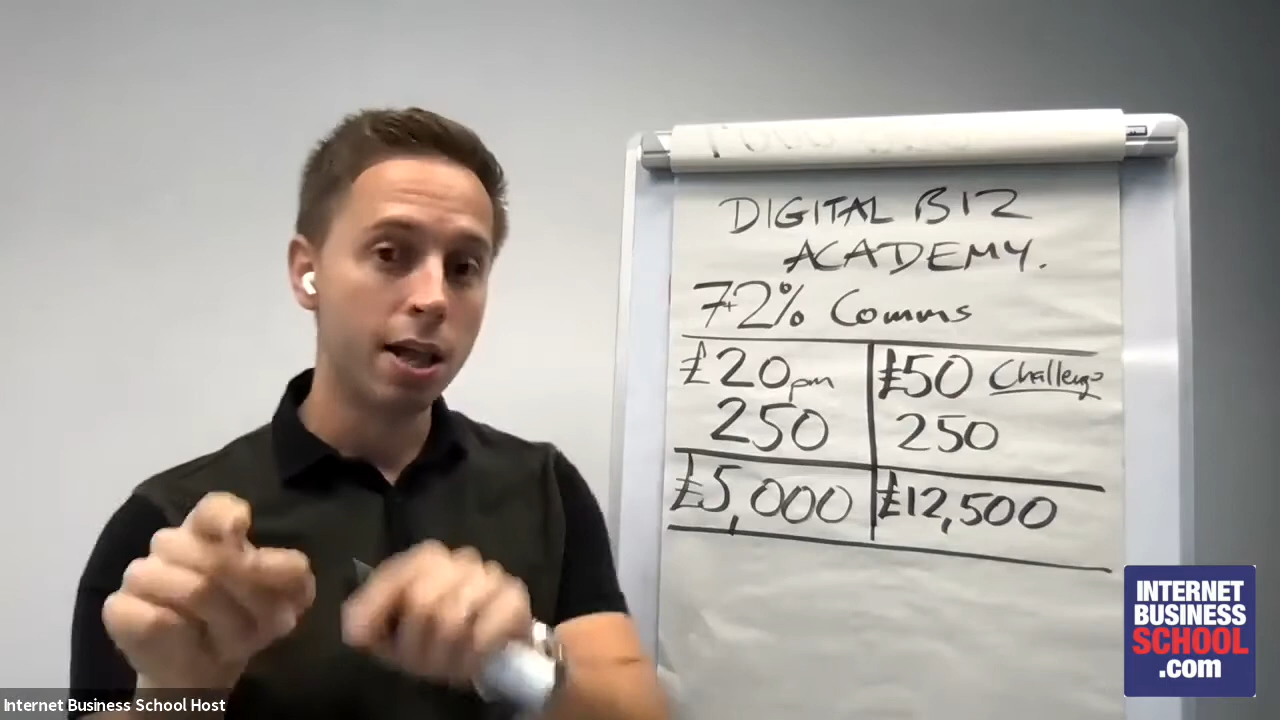 DIGITAL BIZ
ACADEMY.
72% Comms
£20pm
250
£5,000
£50 Challenge
250
£12,500
INTERNET
BUSINESS
SCHOOL
.com
Internet Business School Host